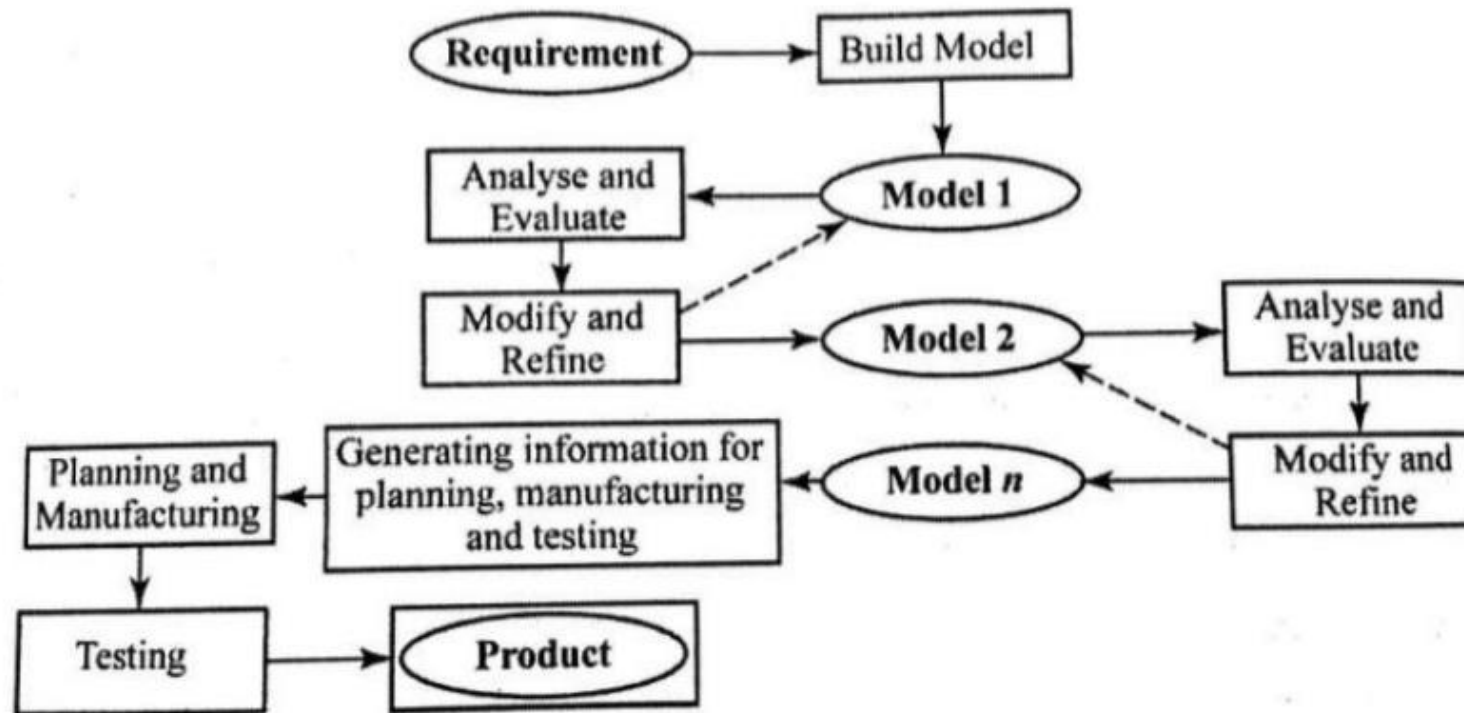 Requirement
Build Model
Analyse and
Evaluate
Model 1
Modify and
Refine
Model 2
Analyse and
Evaluate
Planning and
Manufacturing
Generating information for
planning, manufacturing
and testing
Model n
Modify and
Refine
Testing
Product